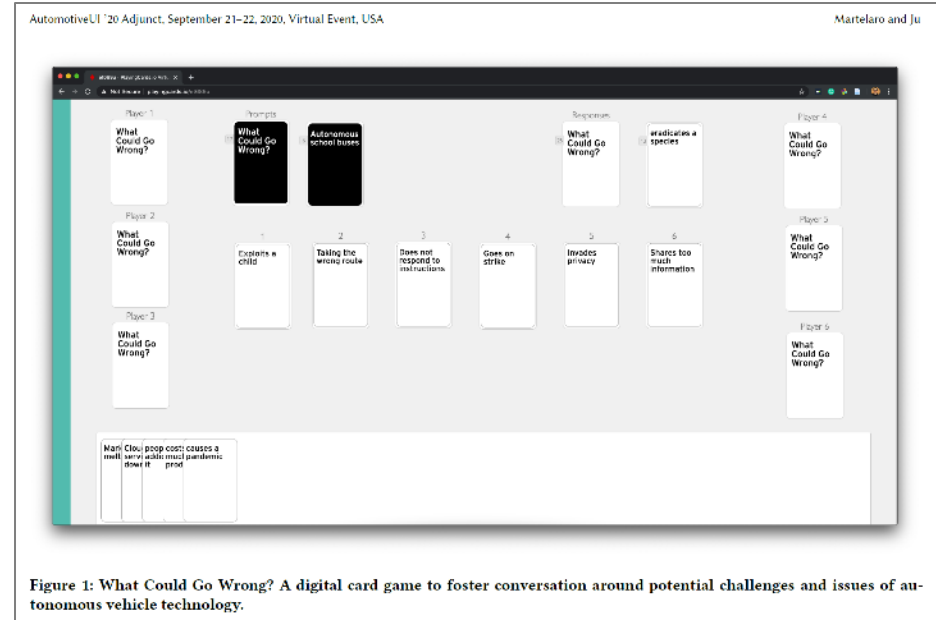 AutomotiveUI '20 Adjunct, September 21–22, 2020, Virtual Event, USA
Martelaro and Ju
Not Secure
Player 1
Prompts
Responses
Player 4
What
Could Go
Wrong?
What
Could Go
Wrong?
Autonomous
school buses
What
Could Go
Wrong?
eradicates a
species
What
Could Go
Wrong?
Player 2
Player 5
What
Could Go
Wrong?
What
Could Go
Wrong?
1
2
3
4
5
6
Exploits a
child
Taking the
wrong route
Does not
respond to
instructions
Goes on
strike
Invades
privacy
Shares too
much
information
Player 3
Player 6
What
Could Go
Wrong?
What
Could Go
Wrong?
causes a
pandemic
Figure 1: What Could Go Wrong? A digital card game to foster conversation around potential challenges and issues of au-
tonomous vehicle technology.